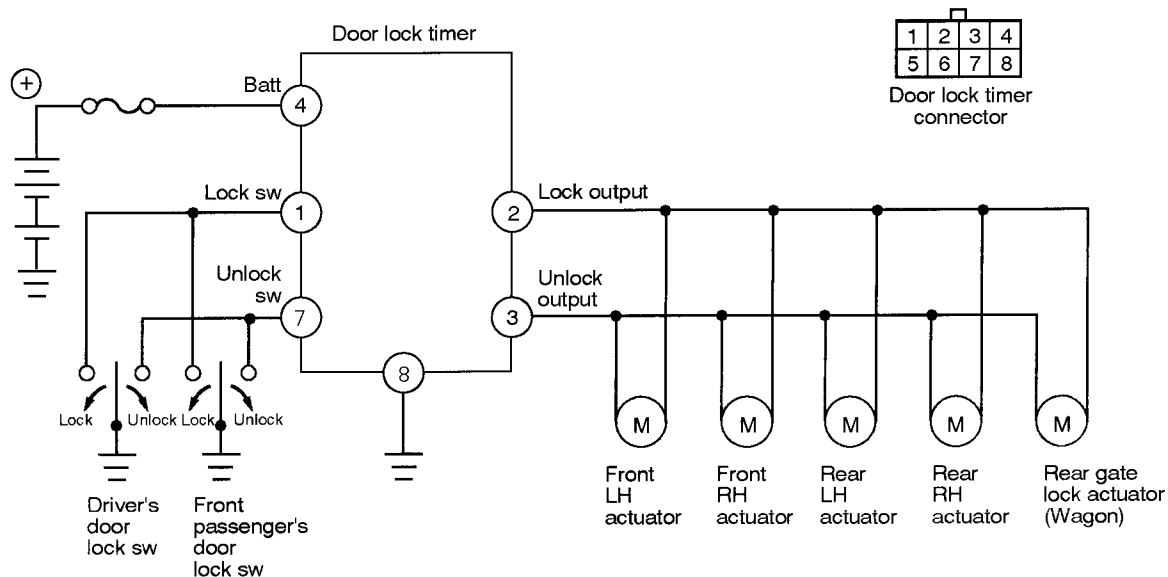 Door lock timer
1 2 3 4
5 6 7 8
Door lock timer
connector
+
Batt
4
Lock sw
1
2
Lock output
Unlock
sw
7
3
Unlock
output
8
Lock
Unlock
Lock
Unlock
M
M
M
M
M
Driver's
door
lock sw
Front
passenger's
door
lock sw
Front
LH
actuator
Front
RH
actuator
Rear
LH
actuator
Rear
RH
actuator
Rear gate
lock actuator
(Wagon)